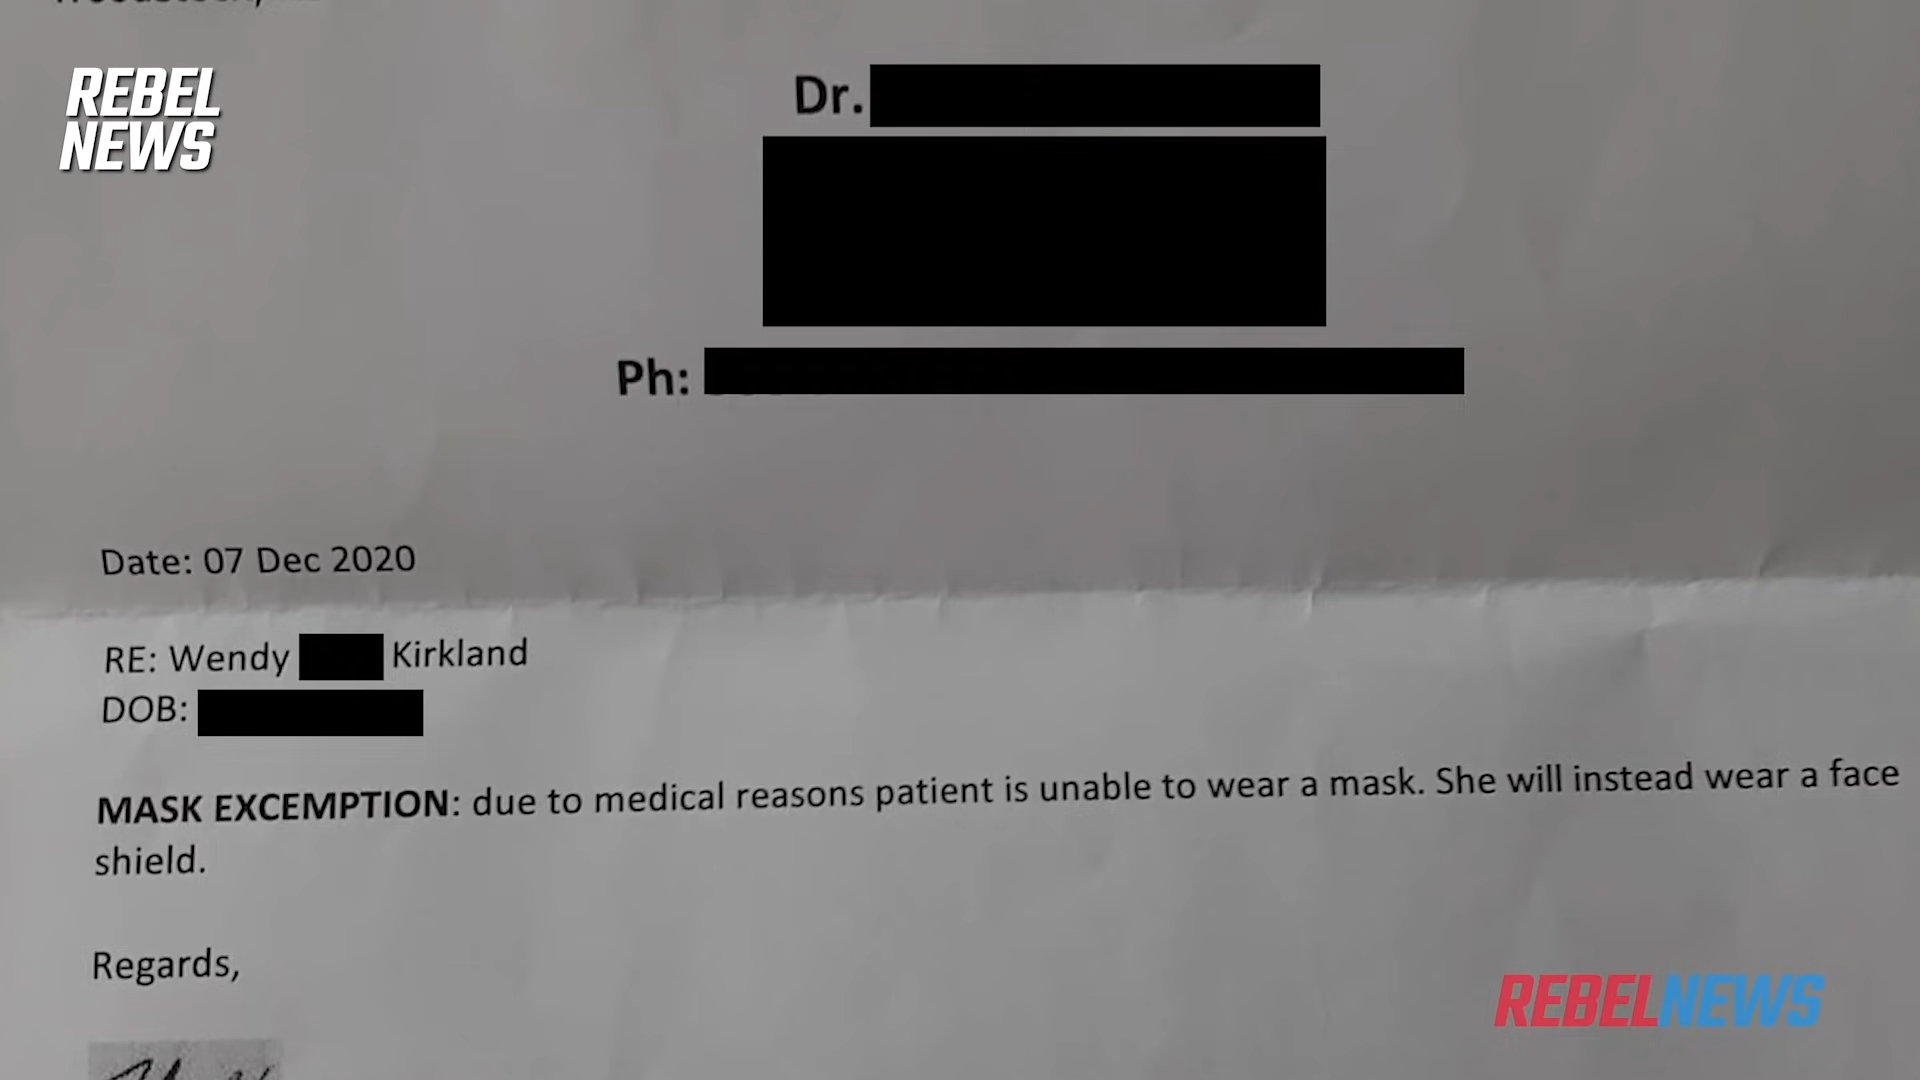 REBEL
NEWS
Dr.
Ph:
Date: 07 Dec 2020
RE: Wendy Kirkland
DOB:
MASK EXCEMPTION: due to medical reasons patient is unable to wear a mask. She will instead wear a face
shield.
Regards,
REBELNEWS